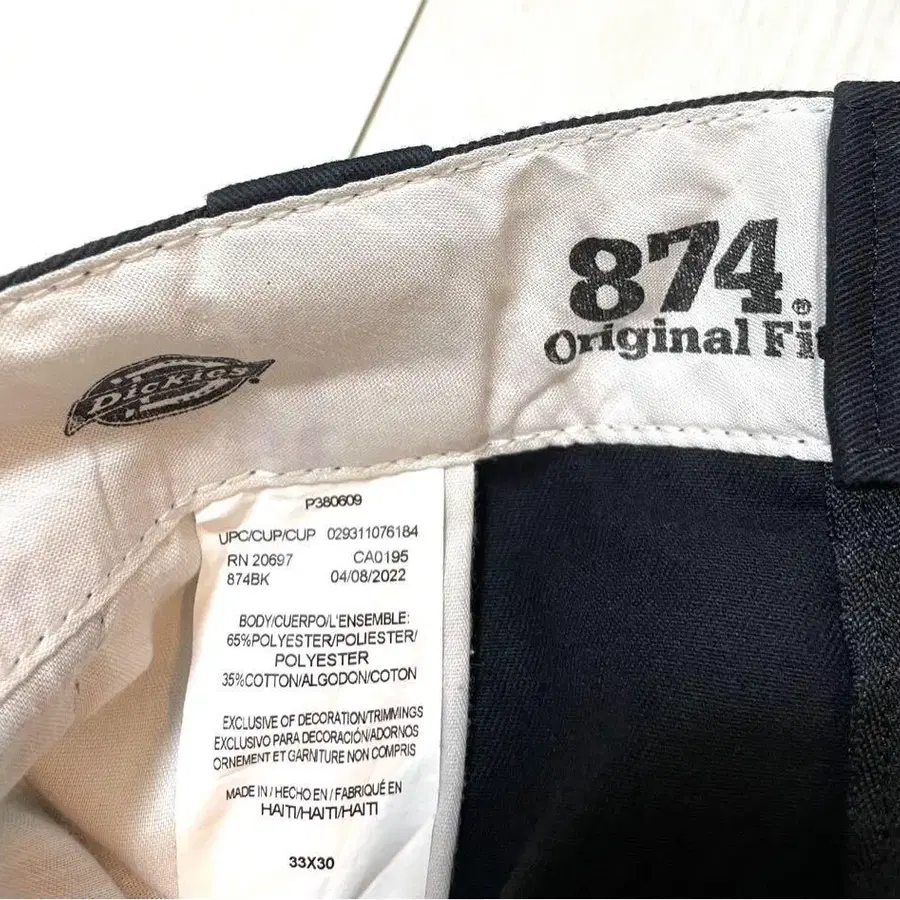 874®
Original Fit
Dickies®
P380609
UPC/CUP/CUP 029311076184
RN 20697 CA0195
874BK 04/08/2022
BODY/CUERPO/L'ENSEMBLE:
65%POLYESTER/POLIESTER/
POLYESTER
35%COTTON/ALGODON/COTON
EXCLUSIVE OF DECORATION/TRIMMINGS
EXCLUSIVO PARA DECORACIÓN/ADORNOS
ORNEMENT ET GARNITURE NON COMPRIS
MADE IN / HECHO EN / FABRIQUÉ EN
HAITI/HAITI/HAITI
33X30